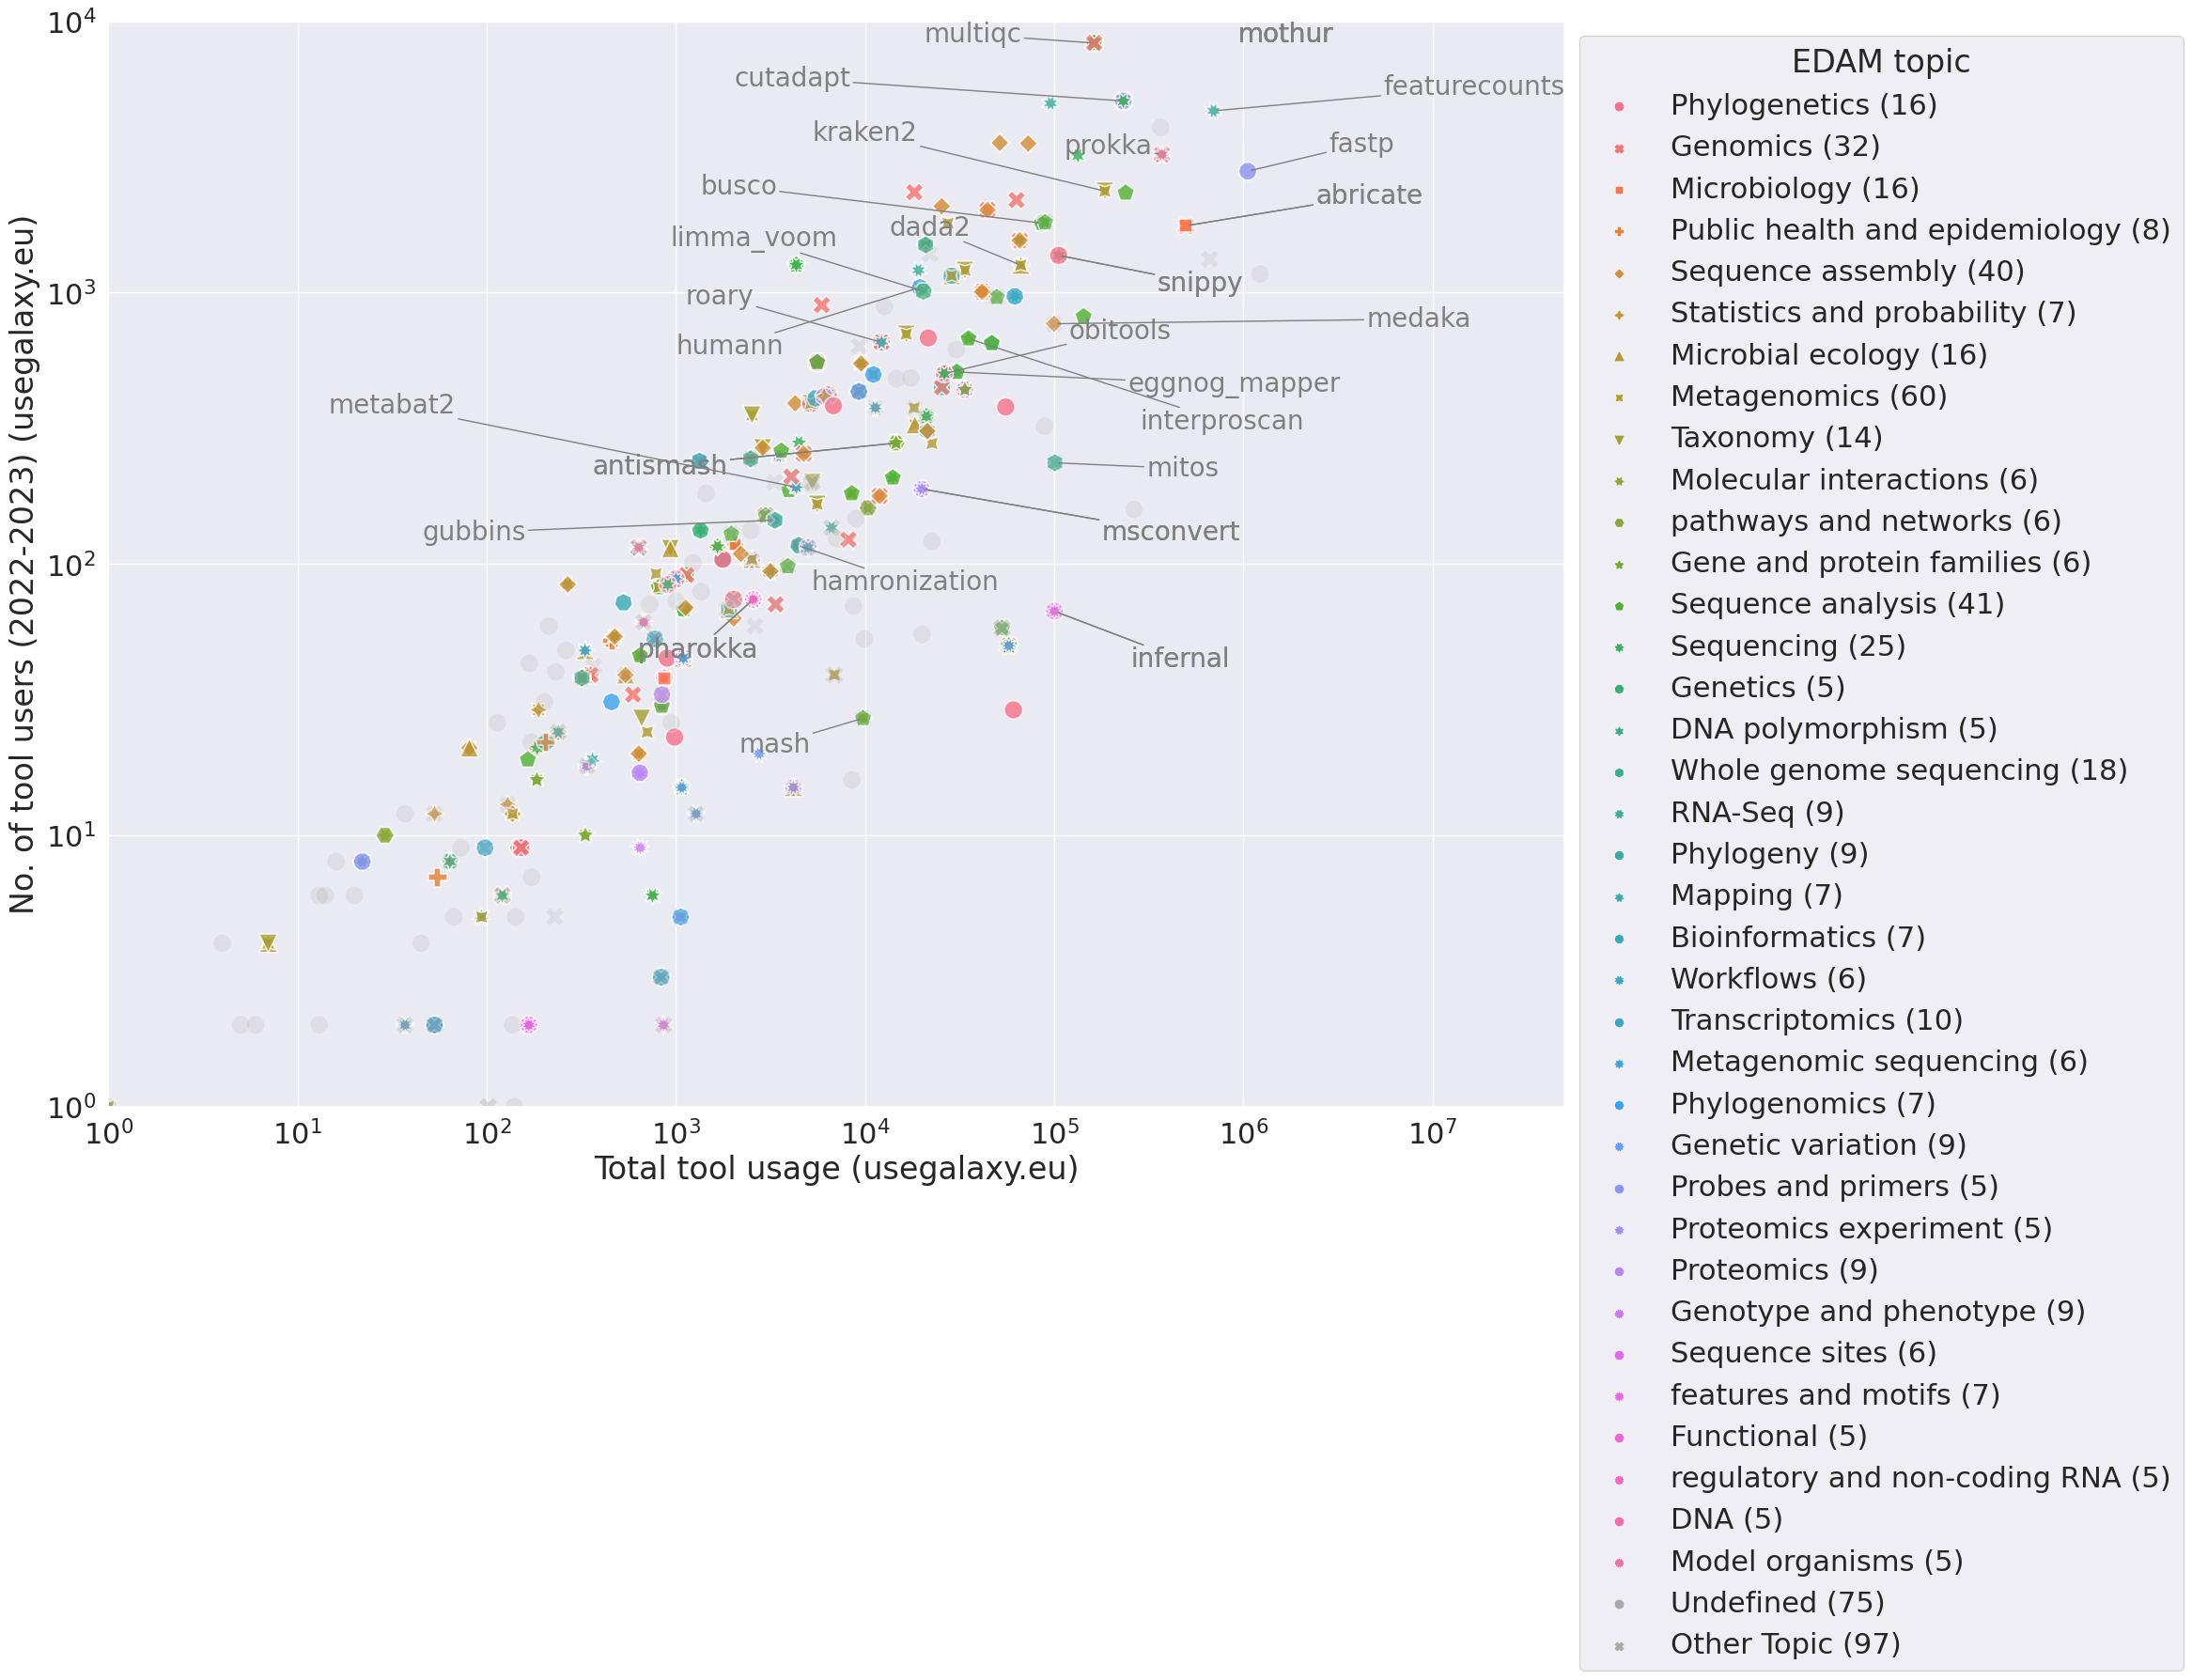 10⁴
10³
10²
10¹
10⁰
No. of tool users (2022-2023) (usegalaxy.eu)
multiqc
mothur
cutadapt
featurecounts
kraken2
prokka
fastp
busco
abricate
dada2
limma_voom
snippy
roary
medaka
obitools
humann
eggnog_mapper
metabat2
interproscan
antismash
mitos
gubbins
msconvert
hamronization
pharokka
infernal
mash
10⁰ 10¹ 10² 10³ 10⁴ 10⁵ 10⁶ 10⁷
Total tool usage (usegalaxy.eu)
EDAM topic
Phylogenetics (16)
Genomics (32)
Microbiology (16)
Public health and epidemiology (8)
Sequence assembly (40)
Statistics and probability (7)
Microbial ecology (16)
Metagenomics (60)
Taxonomy (14)
Molecular interactions (6)
pathways and networks (6)
Gene and protein families (6)
Sequence analysis (41)
Sequencing (25)
Genetics (5)
DNA polymorphism (5)
Whole genome sequencing (18)
RNA-Seq (9)
Phylogeny (9)
Mapping (7)
Bioinformatics (7)
Workflows (6)
Transcriptomics (10)
Metagenomic sequencing (6)
Phylogenomics (7)
Genetic variation (9)
Probes and primers (5)
Proteomics experiment (5)
Proteomics (9)
Genotype and phenotype (9)
Sequence sites (6)
features and motifs (7)
Functional (5)
regulatory and non-coding RNA (5)
DNA (5)
Model organisms (5)
Undefined (75)
Other Topic (97)